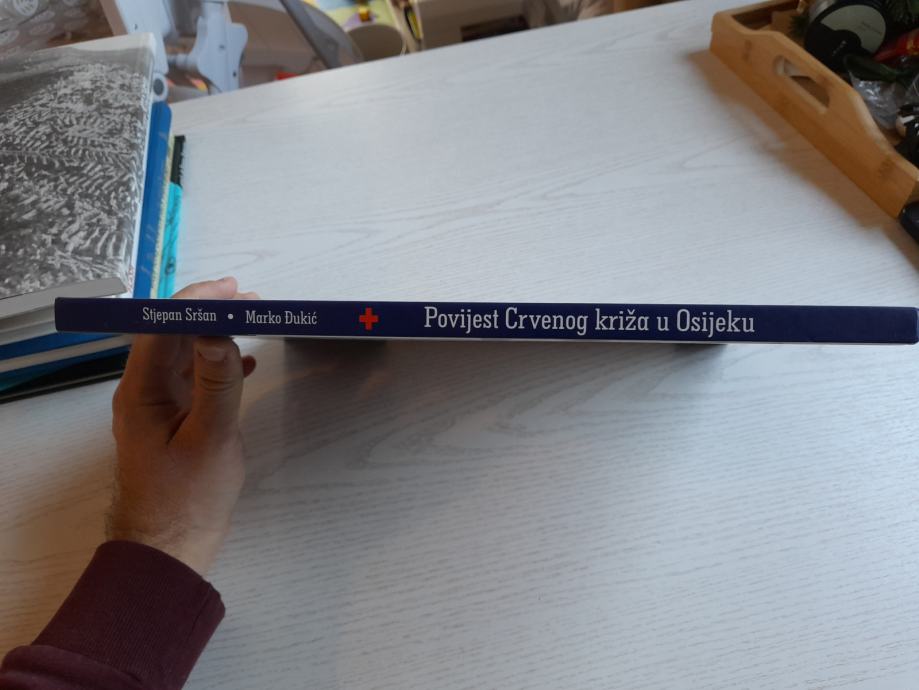 Stjepan Sršan • Marko Đukić Povijest Crvenog križa u Osijeku